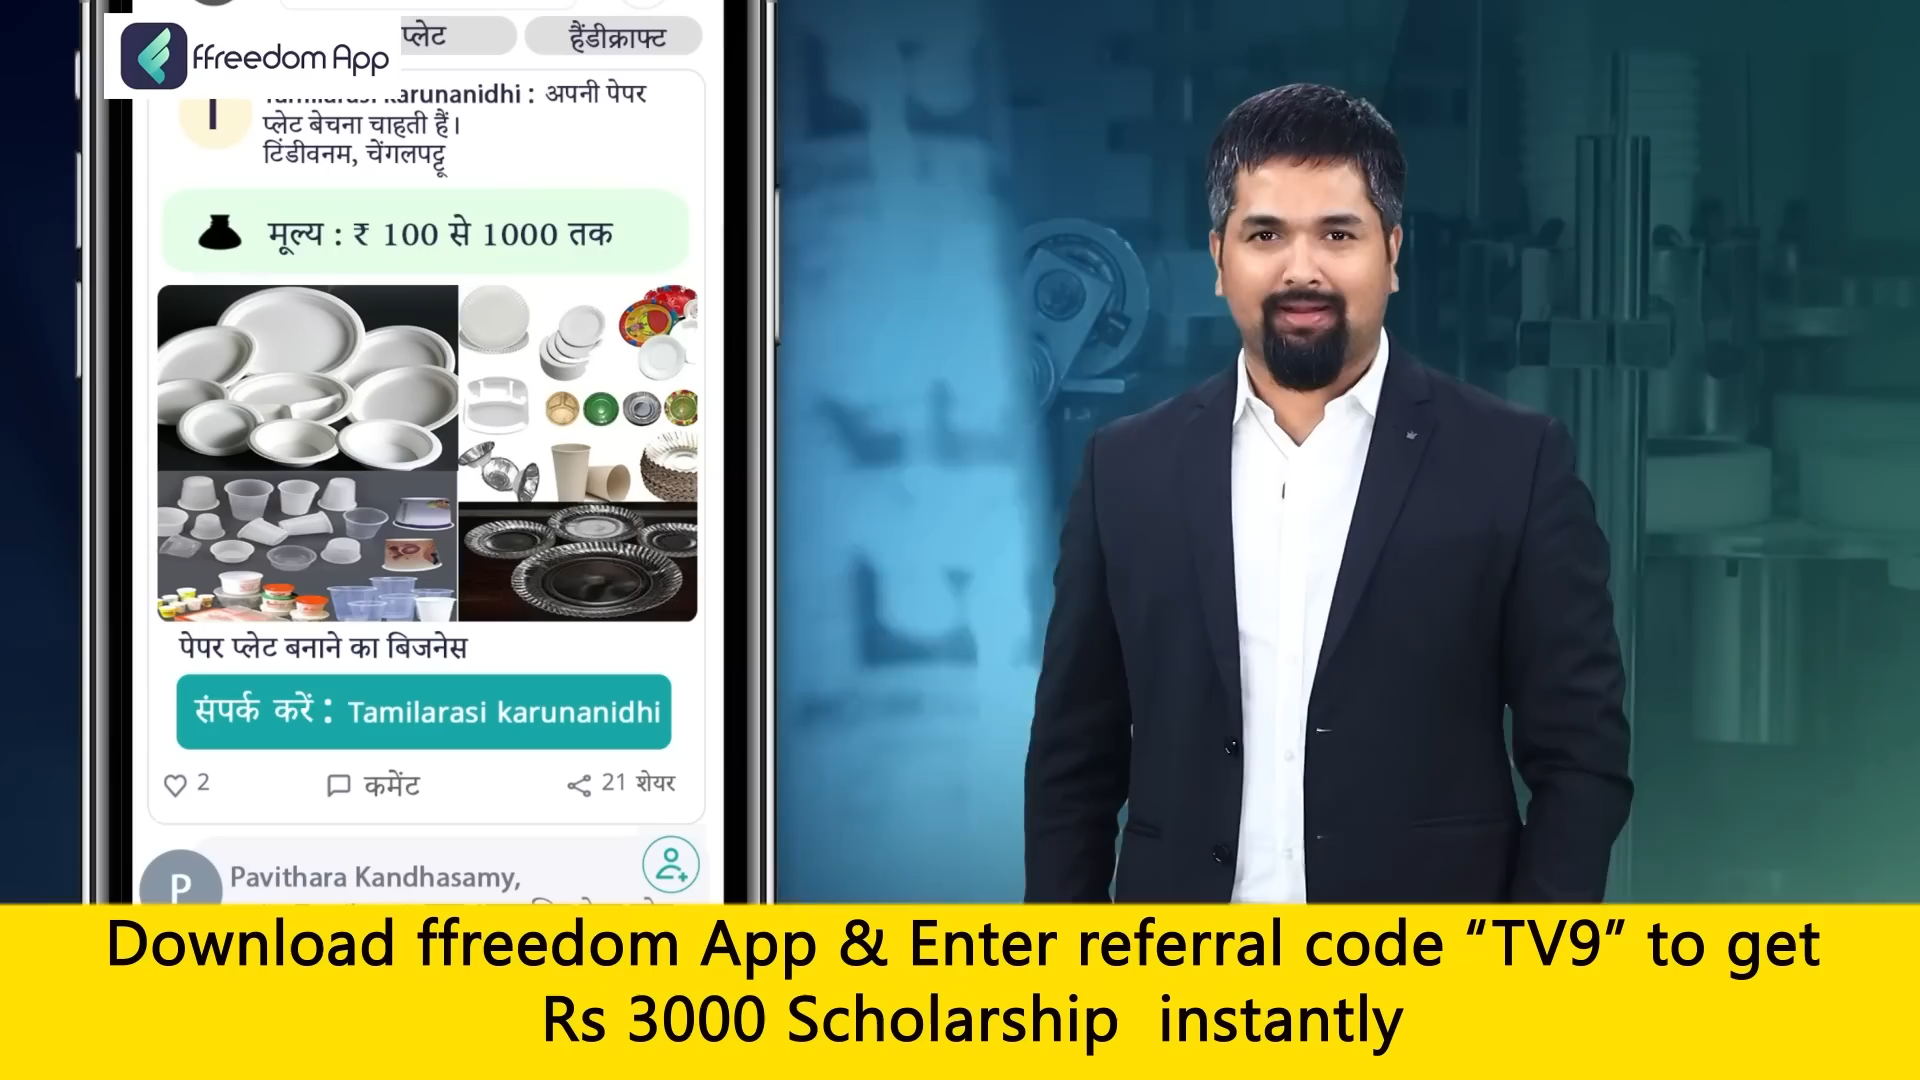 ffreedom App
प्लेट
हैंडीक्राफ्ट
karunanidhi : अपनी पेपर
प्लेट बेचना चाहती हैं।
टिंडीवनम, चेंगलपट्टू
मूल्य : ₹ 100 से 1000 तक
पेपर प्लेट बनाने का बिजनेस
संपर्क करें : Tamilarasi karunanidhi
2
कमेंट
21 शेयर
P
Pavithara Kandhasamy,
Download ffreedom App & Enter referral code “TV9” to get
Rs 3000 Scholarship instantly